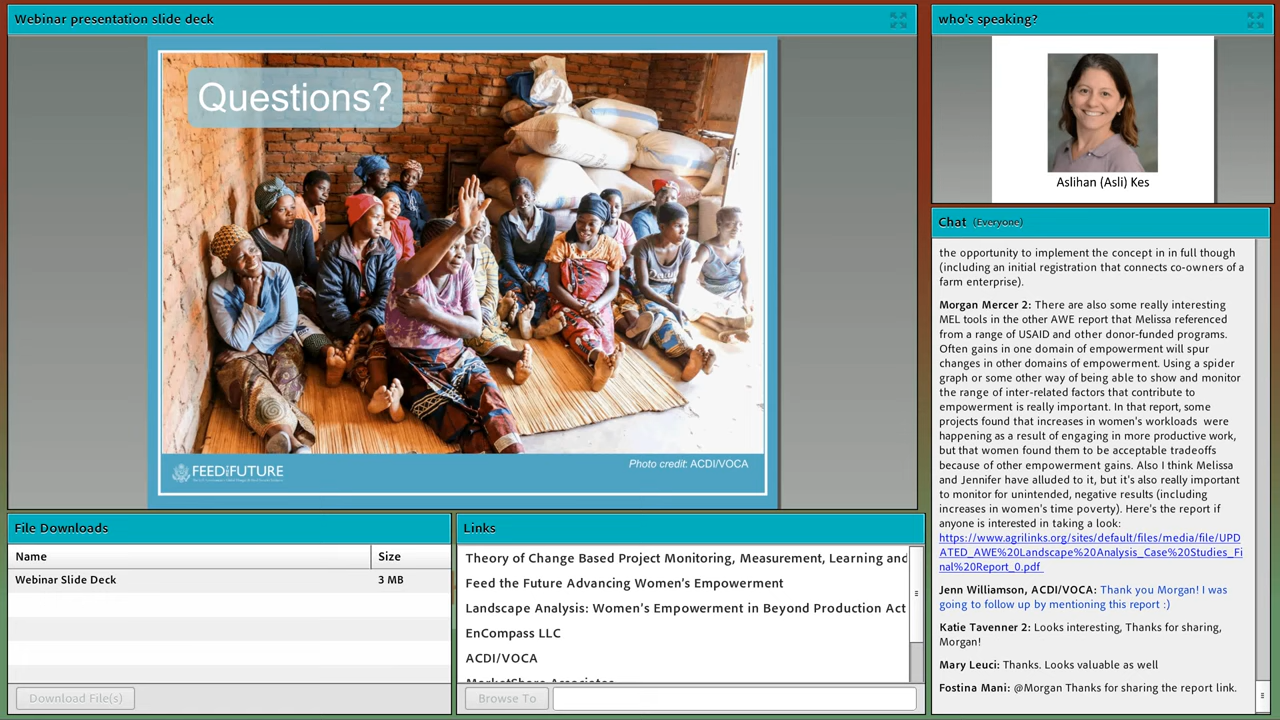 Webinar presentation slide deck
Questions?
FEED THE FUTURE
Photo credit: ACDI/VOCA
who's speaking?
Aslihan (Asli) Kes
Chat (Everyone)
the opportunity to implement the concept in in full though
(including an initial registration that connects co-owners of a
farm enterprise).
Morgan Mercer 2: There are also some really interesting
MEL tools in the other AWE report that Melissa referenced
from a range of USAID and other donor-funded programs.
Often gains in one domain of empowerment will spur
changes in other domains of empowerment. Using a spider
graph or some other way of being able to show and monitor
the range of inter-related factors that contribute to
empowerment is really important. In that report, some
projects found that increases in women's workloads were
happening as a result of engaging in more productive work,
but that women found them to be acceptable tradeoffs
because of other empowerment gains. Also I think Melissa
and Jennifer have alluded to it, but it's also really important
to monitor for unintended, negative results (including
increases in women's time poverty). Here's the report if
anyone is interested in taking a look:
https://www.agrilinks.org/sites/default/files/media/file/UPD
ATED_AWE%20Landscape%20Analysis_Case%20Studies_Fi
nal%20Report_0.pdf
Jenn Williamson, ACDI/VOCA: Thank you Morgan! I was
going to follow up by mentioning this report :)
Katie Tavenner 2: Looks interesting, Thanks for sharing,
Morgan!
Mary Leuci: Thanks. Looks valuable as well
Fostina Mani: @Morgan Thanks for sharing the report link.
File Downloads
Name Size
Webinar Slide Deck 3 MB
Download File(s)
Links
Theory of Change Based Project Monitoring, Measurement, Learning and
Feed the Future Advancing Women's Empowerment
Landscape Analysis: Women's Empowerment in Beyond Production Act
EnCompass LLC
ACDI/VOCA
MarketShare Associates
Browse To